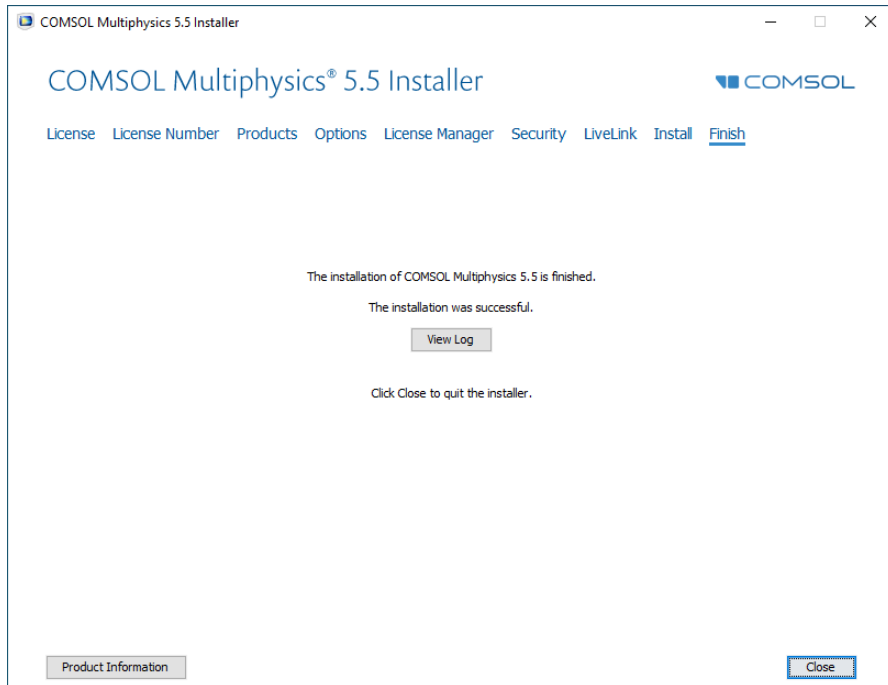 COMSOL Multiphysics 5.5 Installer
COMSOL Multiphysics® 5.5 Installer
COMSOL
License License Number Products Options License Manager Security LiveLink Install Finish
The installation of COMSOL Multiphysics 5.5 is finished.
The installation was successful.
View Log
Click Close to quit the installer.
Product Information
Close